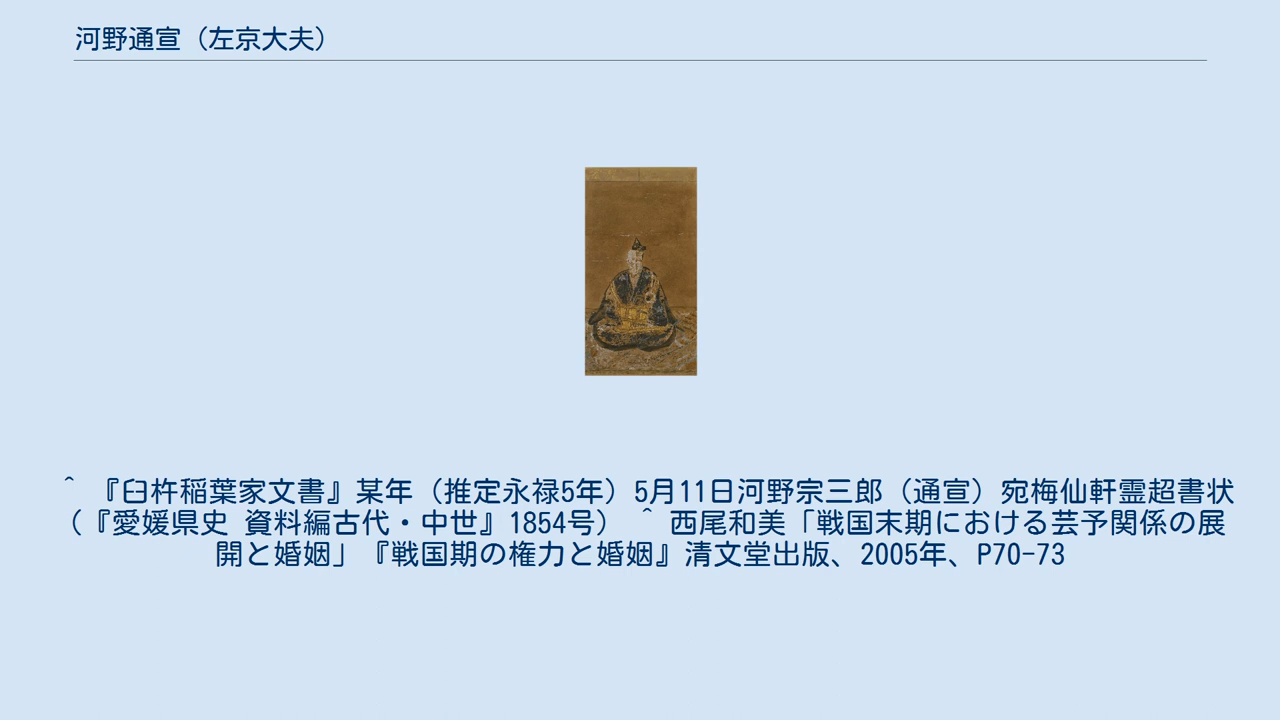 河野通宣（左京大夫）
^ 『臼杵稲葉家文書』某年（推定永禄5年）5月11日河野宗三郎（通宣）宛梅仙軒霊超書状
（『愛媛県史 資料編古代・中世』1854号） ^ 西尾和美「戦国末期における芸予関係の展
開と婚姻」『戦国期の権力と婚姻』清文堂出版、2005年、P70-73